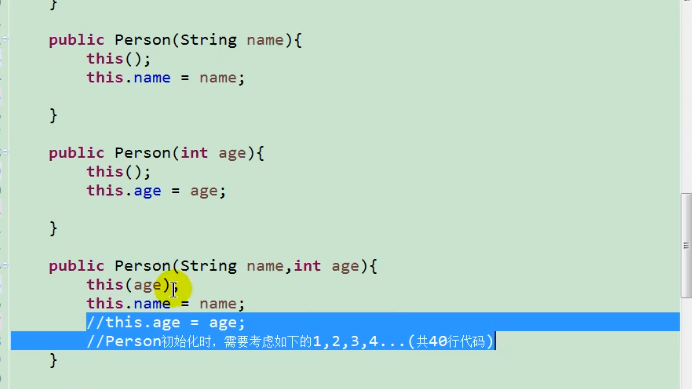 }
public Person(String name){
this();
this.name = name;
}
public Person(int age){
this();
this.age = age;
}
public Person(String name,int age){
this(age);
this.name = name;
//this.age = age;
//Person初始化时，需要考虑如下的1,2,3,4...(共40行代码)
}